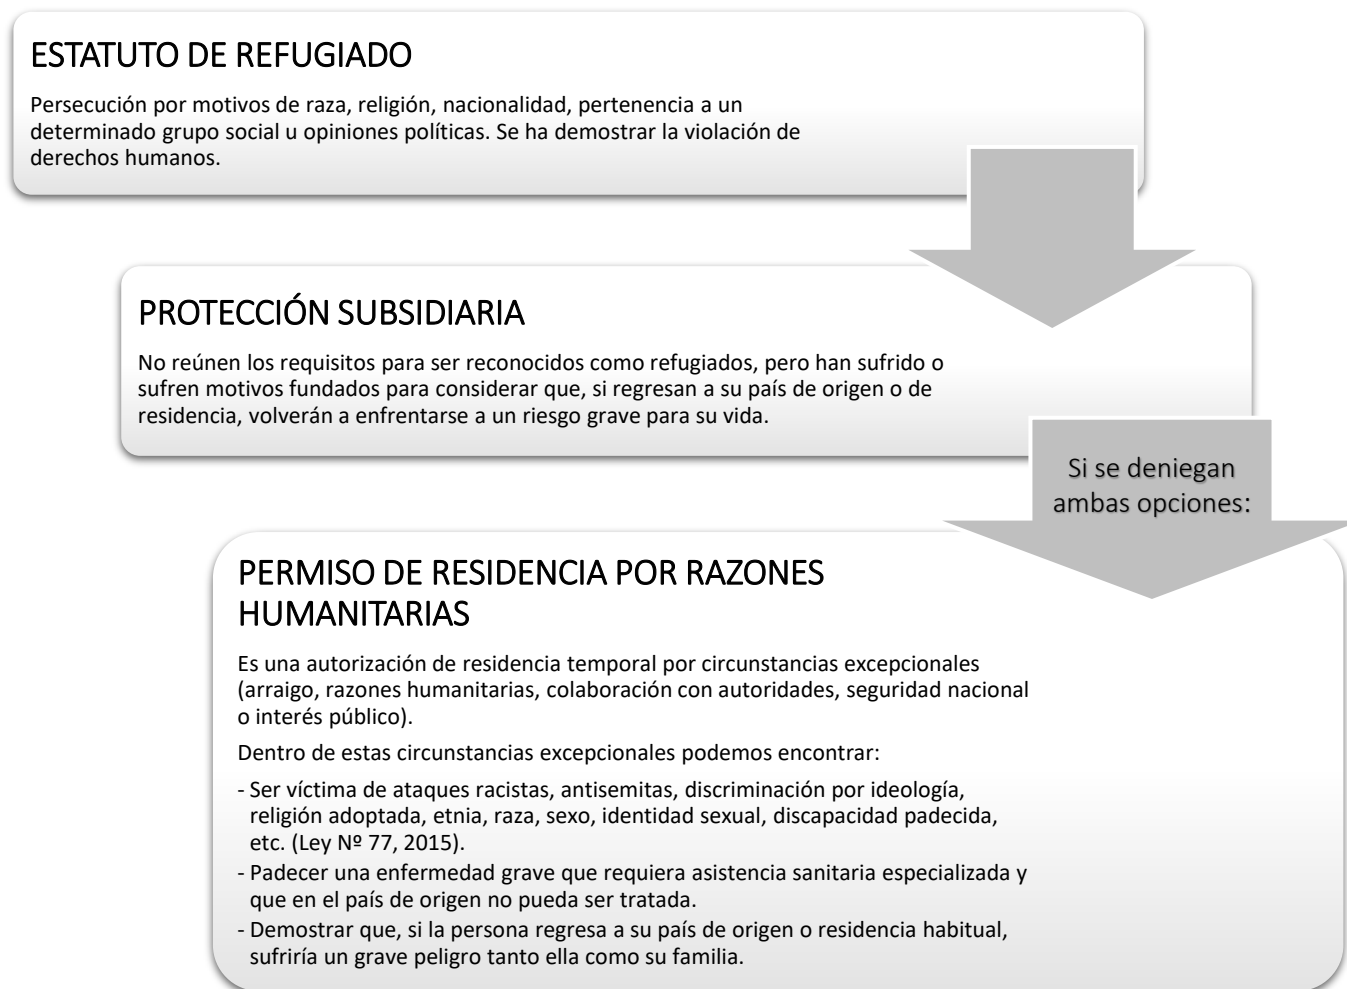 ESTATUTO DE REFUGIADO
Persecución por motivos de raza, religión, nacionalidad, pertenencia a un
determinado grupo social u opiniones políticas. Se ha demostrar la violación de
derechos humanos.
PROTECCIÓN SUBSIDIARIA
No reúnen los requisitos para ser reconocidos como refugiados, pero han sufrido o
sufren motivos fundados para considerar que, si regresan a su país de origen o de
residencia, volverán a enfrentarse a un riesgo grave para su vida.
Si se deniegan
ambas opciones:
PERMISO DE RESIDENCIA POR RAZONES
HUMANITARIAS
Es una autorización de residencia temporal por circunstancias excepcionales
(arraigo, razones humanitarias, colaboración con autoridades, seguridad nacional
o interés público).
Dentro de estas circunstancias excepcionales podemos encontrar:
- Ser víctima de ataques racistas, antisemitas, discriminación por ideología,
religión adoptada, etnia, raza, sexo, identidad sexual, discapacidad padecida,
etc. (Ley Nº 77, 2015).
- Padecer una enfermedad grave que requiera asistencia sanitaria especializada y
que en el país de origen no pueda ser tratada.
- Demostrar que, si la persona regresa a su país de origen o residencia habitual,
sufriría un grave peligro tanto ella como su familia.